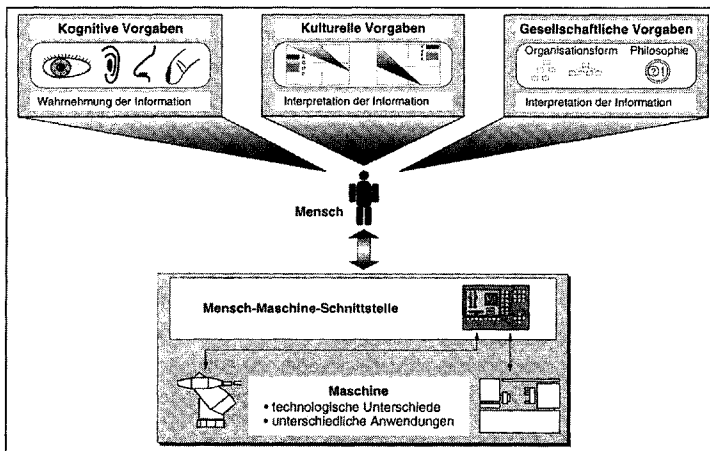 Kognitive Vorgaben
Wahrnehmung der Information
Kulturelle Vorgaben
Interpretation der Information
Gesellschaftliche Vorgaben
Organisationsform Philosophie
?!
Interpretation der Information
Mensch
Mensch-Maschine-Schnittstelle
Maschine
• technologische Unterschiede
• unterschiedliche Anwendungen